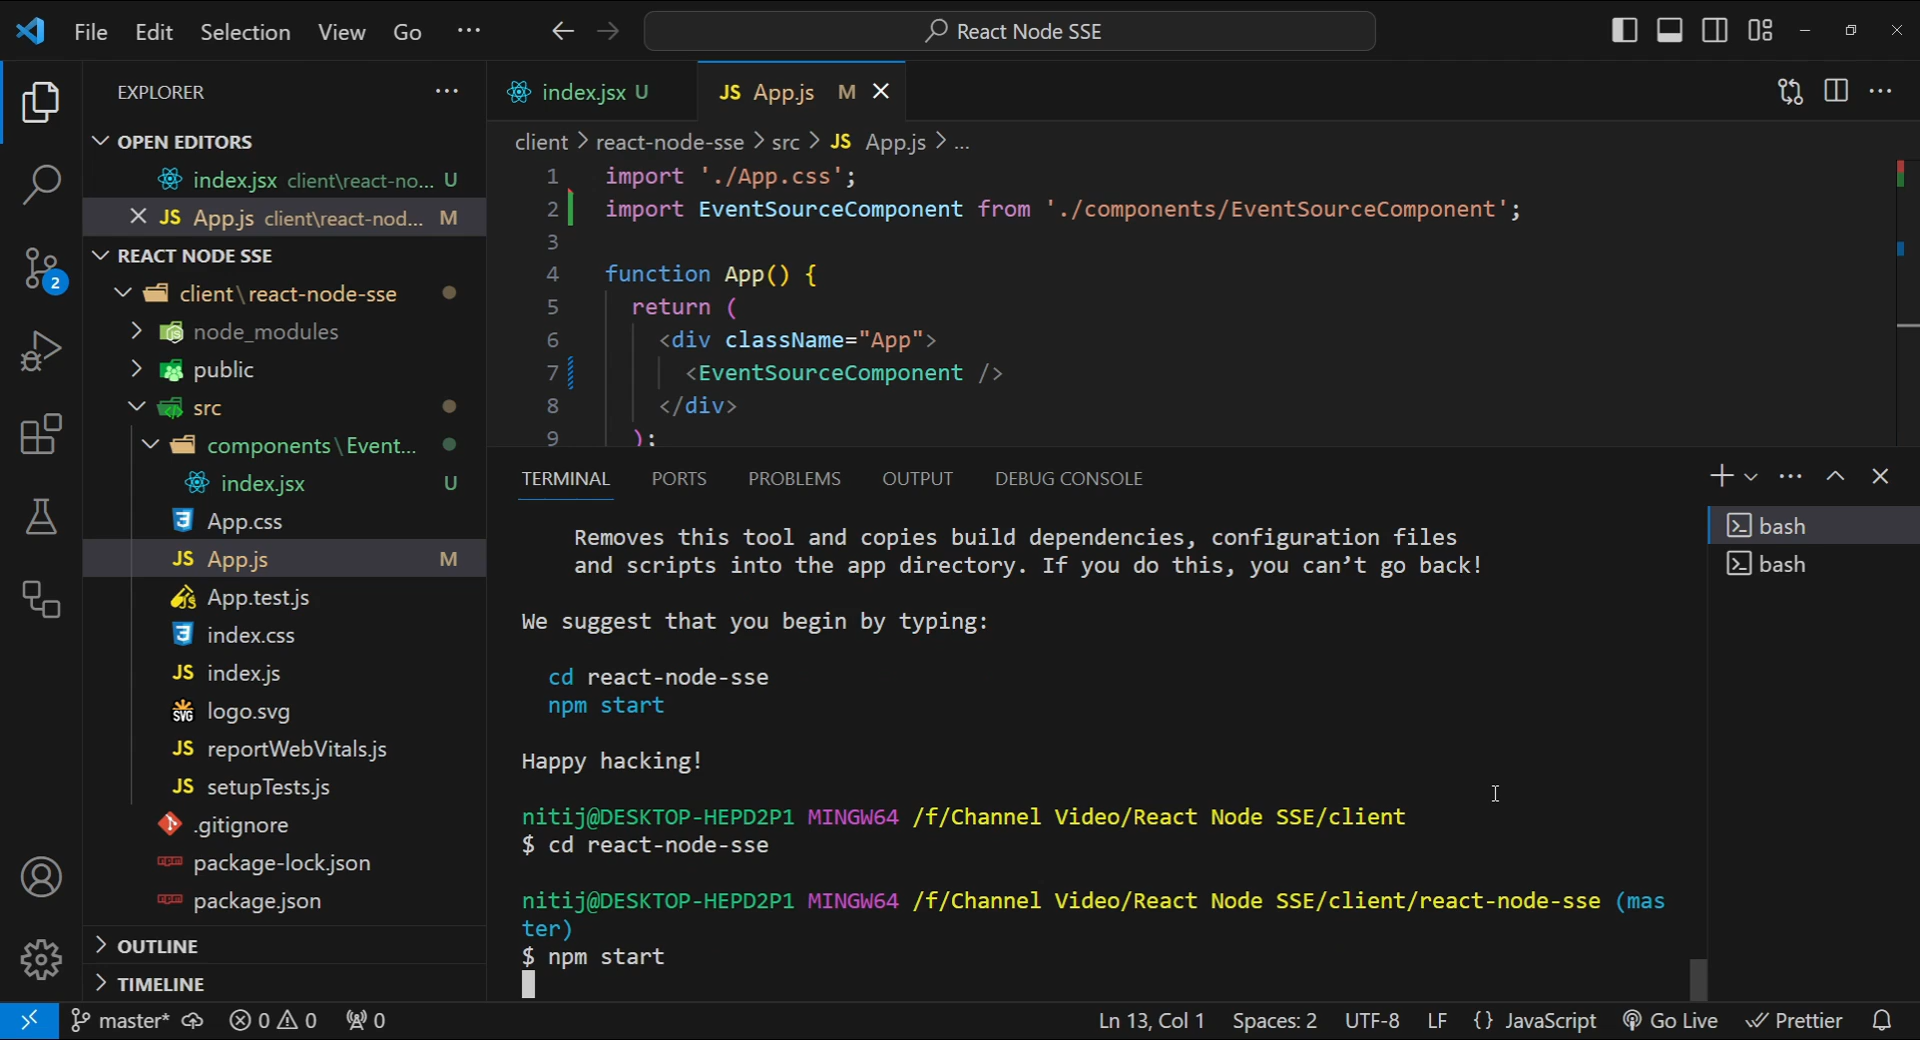 File Edit Selection View Go ...
React Node SSE
EXPLORER ...
OPEN EDITORS
index.jsx client\react-no... U
JS App.js client\react-nod... M
REACT NODE SSE
client\react-node-sse
node_modules
public
src
components\Event...
index.jsx U
App.css
JS App.js M
App.test.js
index.css
JS index.js
logo.svg
JS reportWebVitals.js
JS setupTests.js
.gitignore
package-lock.json
package.json
OUTLINE
TIMELINE
2
index.jsx U
JS App.js M
client > react-node-sse > src > JS App.js > ...
1 import './App.css';
2 import EventSourceComponent from './components/EventSourceComponent';
3
4 function App() {
5 return (
6 <div className="App">
7 <EventSourceComponent />
8 </div>
9 );
TERMINAL PORTS PROBLEMS OUTPUT DEBUG CONSOLE
Removes this tool and copies build dependencies, configuration files
and scripts into the app directory. If you do this, you can’t go back!
We suggest that you begin by typing:
cd react-node-sse
npm start
Happy hacking!
nitij@DESKTOP-HEPD2P1 MINGW64 /f/Channel Video/React Node SSE/client
$ cd react-node-sse
nitij@DESKTOP-HEPD2P1 MINGW64 /f/Channel Video/React Node SSE/client/react-node-sse (mas
ter)
$ npm start
bash
bash
master* 0 0 0
Ln 13, Col 1 Spaces: 2 UTF-8 LF {} JavaScript Go Live Prettier